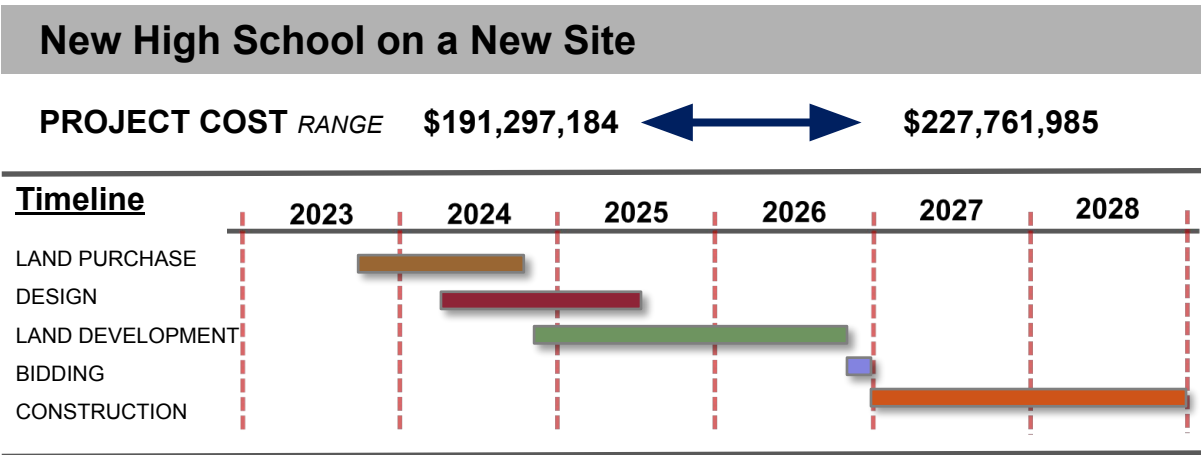 New High School on a New Site
PROJECT COST RANGE $191,297,184 $227,761,985
Timeline
2023 2024 2025 2026 2027 2028
LAND PURCHASE
DESIGN
LAND DEVELOPMENT
BIDDING
CONSTRUCTION